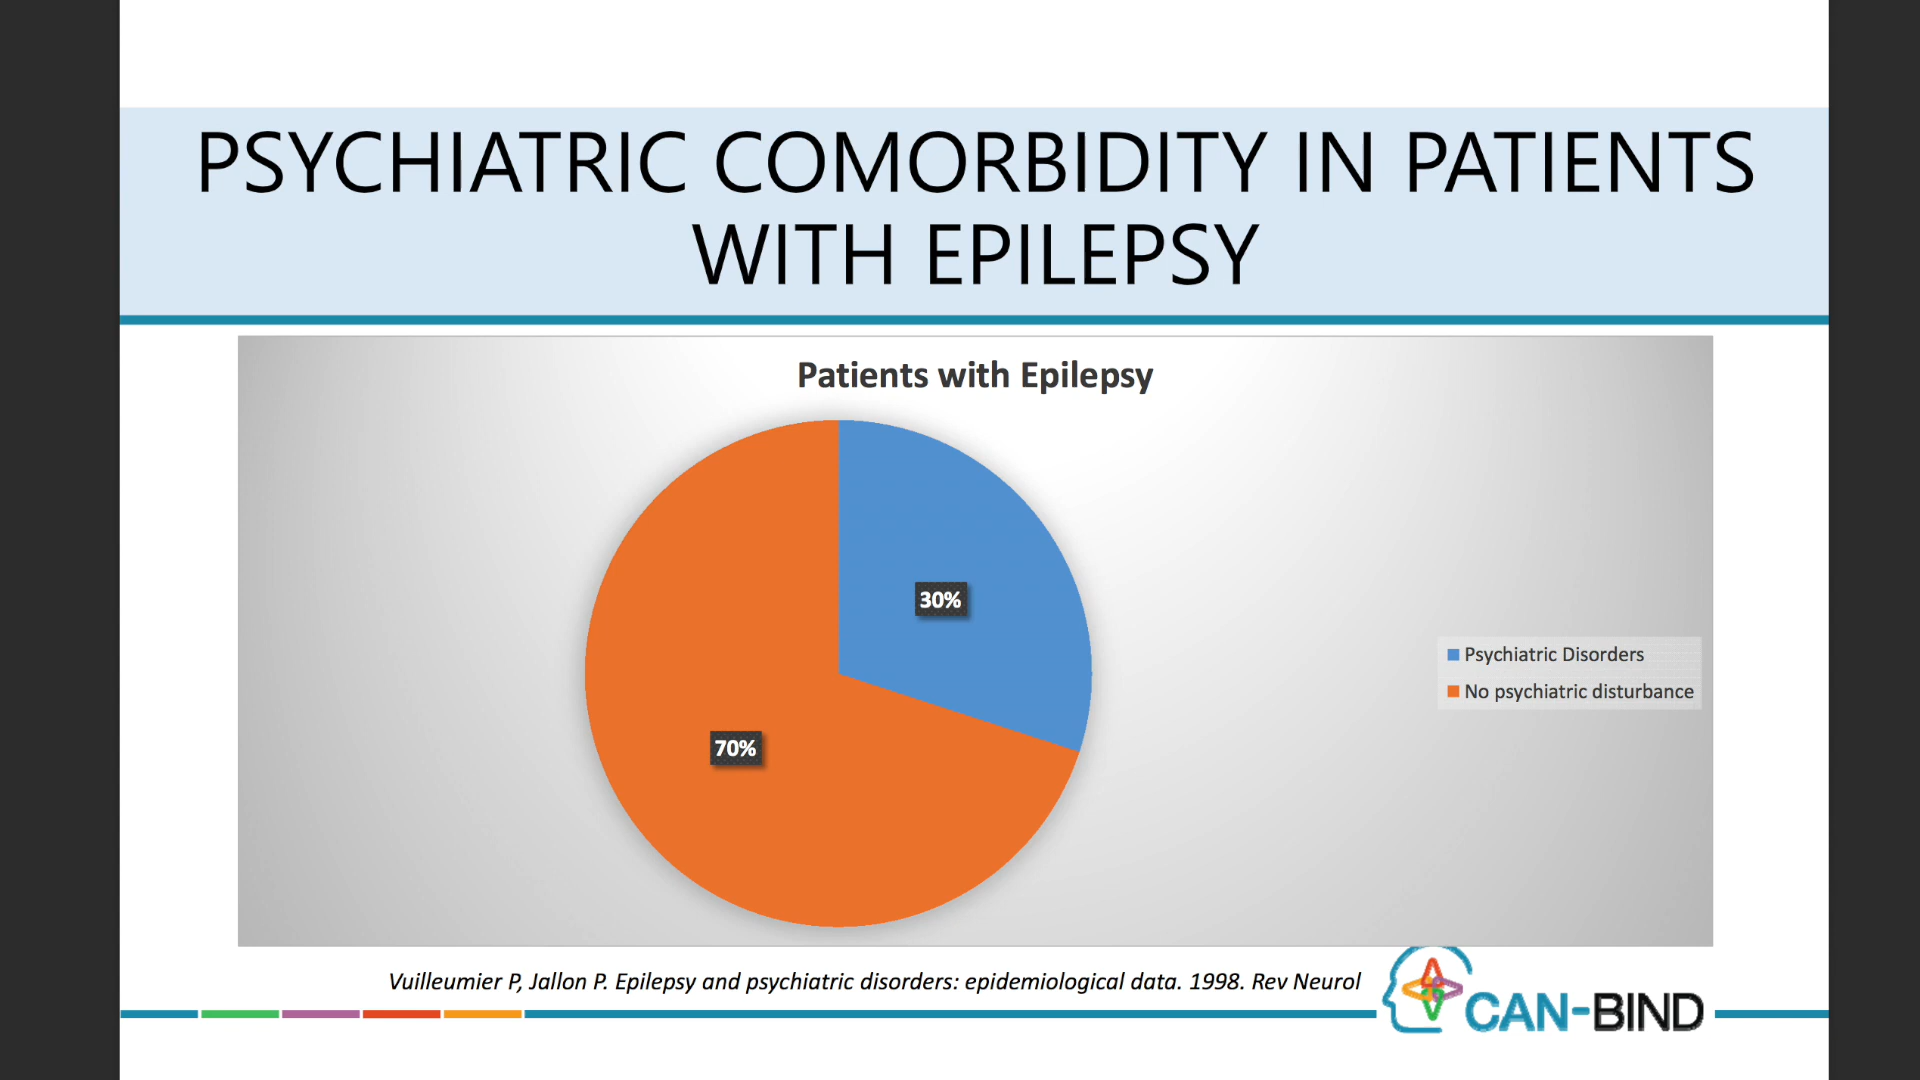 PSYCHIATRIC COMORBIDITY IN PATIENTS
WITH EPILEPSY
Patients with Epilepsy
30%
70%
Psychiatric Disorders
No psychiatric disturbance
Vuilleumier P, Jallon P. Epilepsy and psychiatric disorders: epidemiological data. 1998. Rev Neurol
CAN-BIND